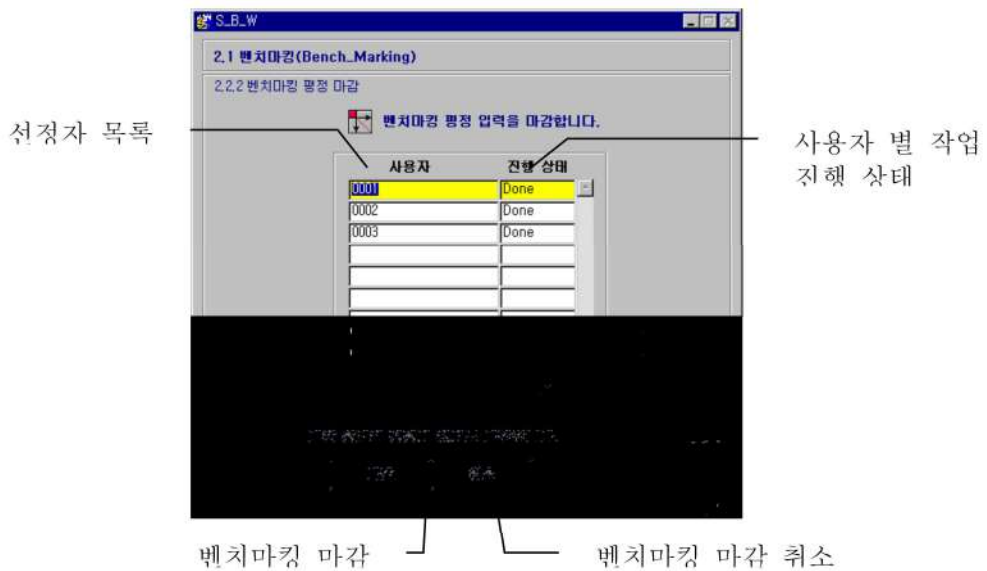 S_B_W
2.1 벤치마킹(Bench_Marking)
2.2.2 벤치마킹 평정 마감
벤치마킹 평정 입력을 마감합니다.
선정자 목록
사용자 별 작업
진행 상태
사용자 진행 상태
0001 Done
0002 Done
0003 Done
벤치마킹 마감 벤치마킹 마감 취소